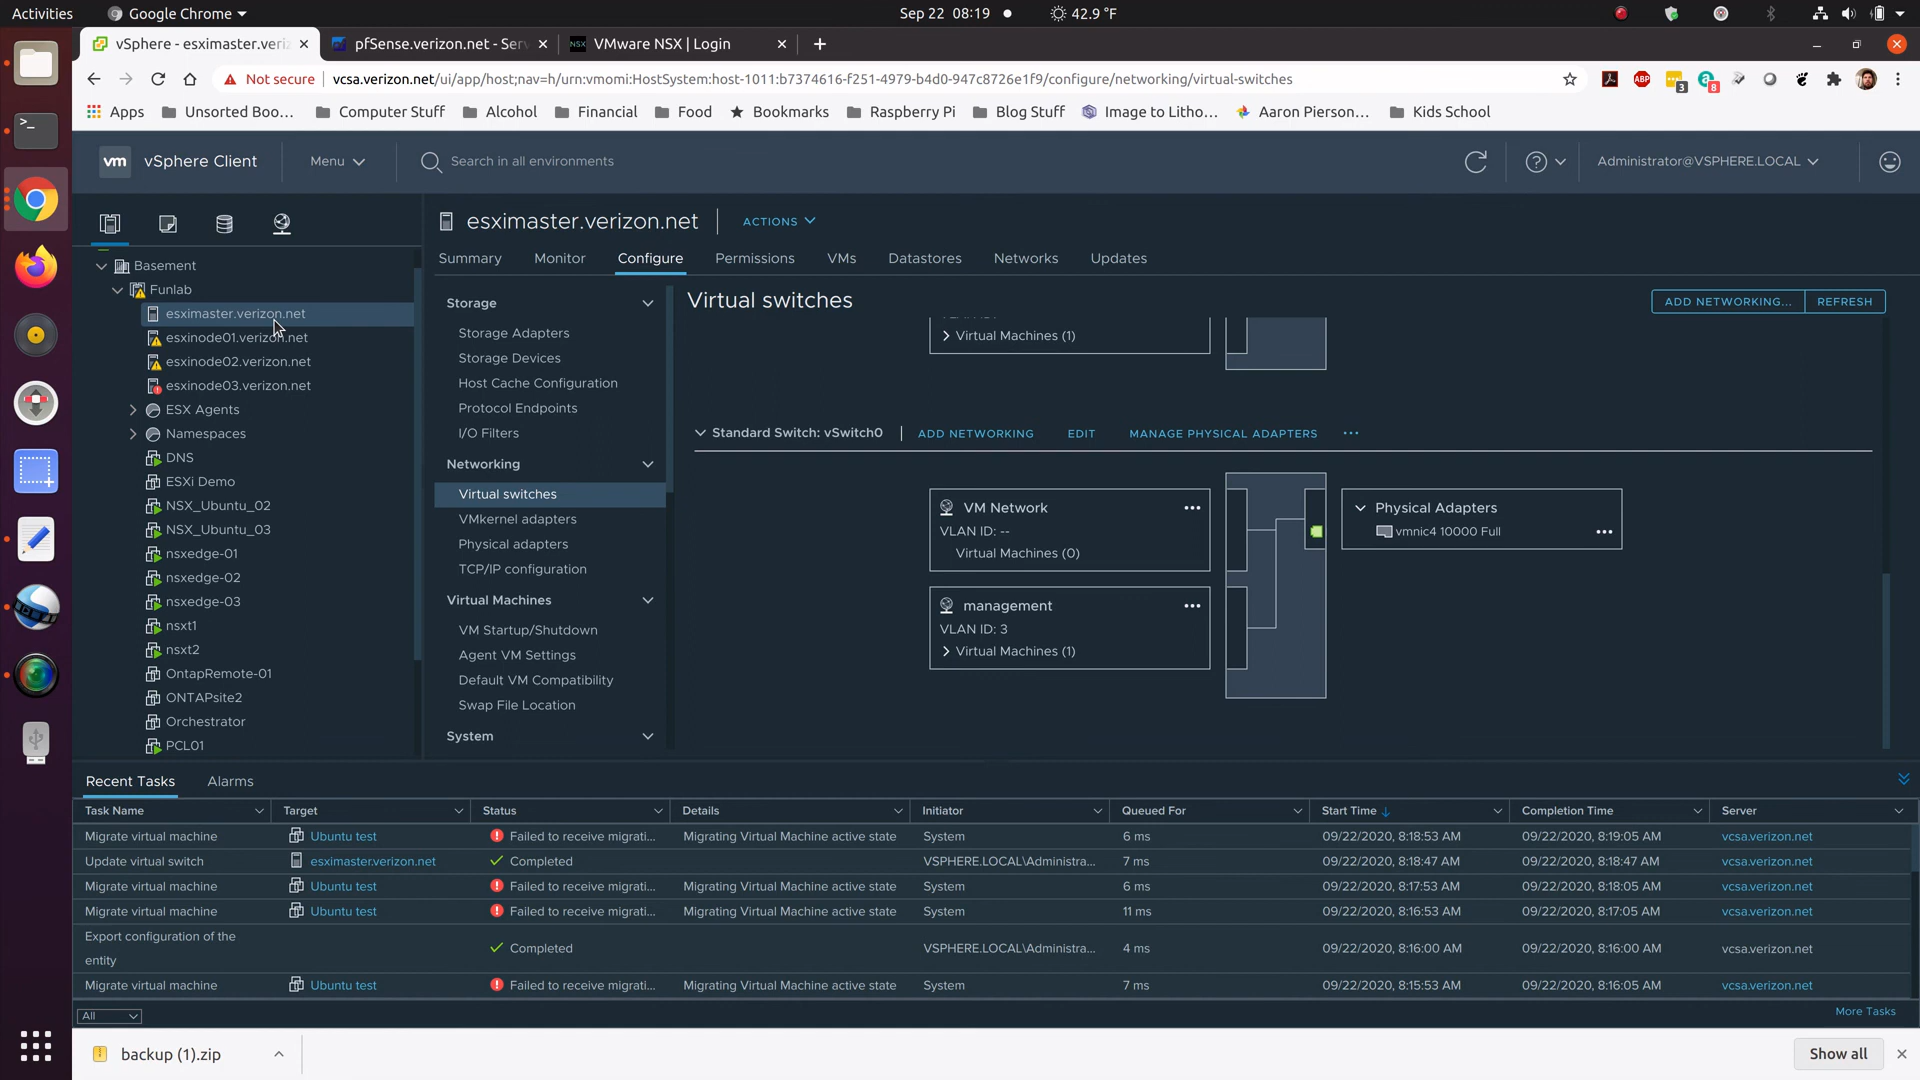 Activities
Google Chrome
Sep 22 08:19
42.9 °F
vSphere - esximaster.veriz
pfSense.verizon.net - Serv
NSX
VMware NSX | Login
Not secure
vcsa.verizon.net/ui/app/host;nav=h/urn:vmomi:HostSystem:host-1011:b7374616-f251-4979-b4d0-947c8726e1f9/configure/networking/virtual-switches
ABP
3
8
Apps
Unsorted Boo...
Computer Stuff
Alcohol
Financial
Food
Bookmarks
Raspberry Pi
Blog Stuff
Image to Litho...
Aaron Pierson...
Kids School
vm
vSphere Client
Menu
Search in all environments
Administrator@VSPHERE.LOCAL
Basement
Funlab
esximaster.verizon.net
esxinode01.verizon.net
esxinode02.verizon.net
esxinode03.verizon.net
ESX Agents
Namespaces
DNS
ESXi Demo
NSX_Ubuntu_02
NSX_Ubuntu_03
nsxedge-01
nsxedge-02
nsxedge-03
nsxt1
nsxt2
OntapRemote-01
ONTAPsite2
Orchestrator
PCL01
esximaster.verizon.net
ACTIONS
Summary
Monitor
Configure
Permissions
VMs
Datastores
Networks
Updates
Storage
Storage Adapters
Storage Devices
Host Cache Configuration
Protocol Endpoints
I/O Filters
Networking
Virtual switches
VMkernel adapters
Physical adapters
TCP/IP configuration
Virtual Machines
VM Startup/Shutdown
Agent VM Settings
Default VM Compatibility
Swap File Location
System
Virtual switches
ADD NETWORKING...
REFRESH
Virtual Machines (1)
Standard Switch: vSwitch0
ADD NETWORKING
EDIT
MANAGE PHYSICAL ADAPTERS
...
VM Network
...
VLAN ID: --
Virtual Machines (0)
management
...
VLAN ID: 3
Virtual Machines (1)
Physical Adapters
vmnic4 10000 Full
...
Recent Tasks
Alarms
Task Name
Target
Status
Details
Initiator
Queued For
Start Time
Completion Time
Server
Migrate virtual machine
Ubuntu test
Failed to receive migrati...
Migrating Virtual Machine active state
System
6 ms
09/22/2020, 8:18:53 AM
09/22/2020, 8:19:05 AM
vcsa.verizon.net
Update virtual switch
esximaster.verizon.net
Completed
VSPHERE.LOCAL\Administra...
7 ms
09/22/2020, 8:18:47 AM
09/22/2020, 8:18:47 AM
vcsa.verizon.net
Migrate virtual machine
Ubuntu test
Failed to receive migrati...
Migrating Virtual Machine active state
System
6 ms
09/22/2020, 8:17:53 AM
09/22/2020, 8:18:05 AM
vcsa.verizon.net
Migrate virtual machine
Ubuntu test
Failed to receive migrati...
Migrating Virtual Machine active state
System
11 ms
09/22/2020, 8:16:53 AM
09/22/2020, 8:17:05 AM
vcsa.verizon.net
Export configuration of the
entity
Completed
VSPHERE.LOCAL\Administra...
4 ms
09/22/2020, 8:16:00 AM
09/22/2020, 8:16:00 AM
vcsa.verizon.net
Migrate virtual machine
Ubuntu test
Failed to receive migrati...
Migrating Virtual Machine active state
System
7 ms
09/22/2020, 8:15:53 AM
09/22/2020, 8:16:05 AM
vcsa.verizon.net
All
More Tasks
backup (1).zip
Show all